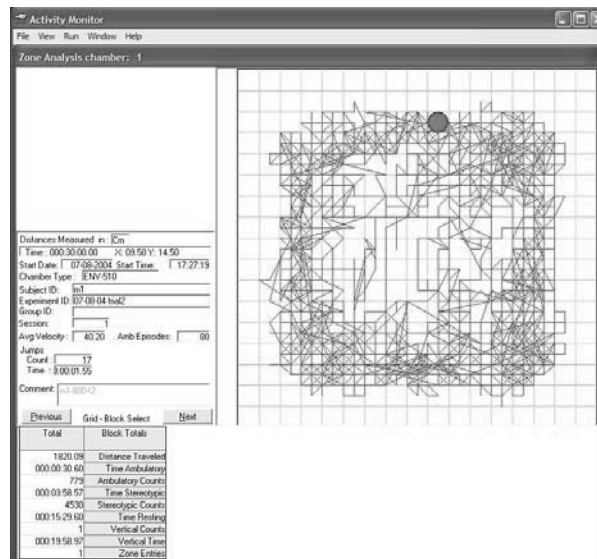 Activity Monitor
File View Run Window Help
Zone Analysis chamber: 1
Distances Measured in: Cm
Time: 000:30:00.00 X: 09.50 Y: 14.50
Start Date: 07-08-2004 Start Time: 17:27:19
Chamber Type: ENV-510
Subject ID: m1
Experiment ID: 07-08-04 trial2
Group ID:
Session: 1
Avg Velocity: 40.20 Amb Episodes:
Jumps
Count: 17
Time: 0:00:01.55
Comment:
Previous Grid - Block Select Next
Total Block Totals
1820.09 Distance Traveled
000:00:30.60 Time Ambulatory
779 Ambulatory Counts
000:03:58.57 Time Stereotypic
4530 Stereotypic Counts
000:15:29.60 Time Resting
1 Vertical Counts
000:19:58.97 Vertical Time
1 Zone Entries